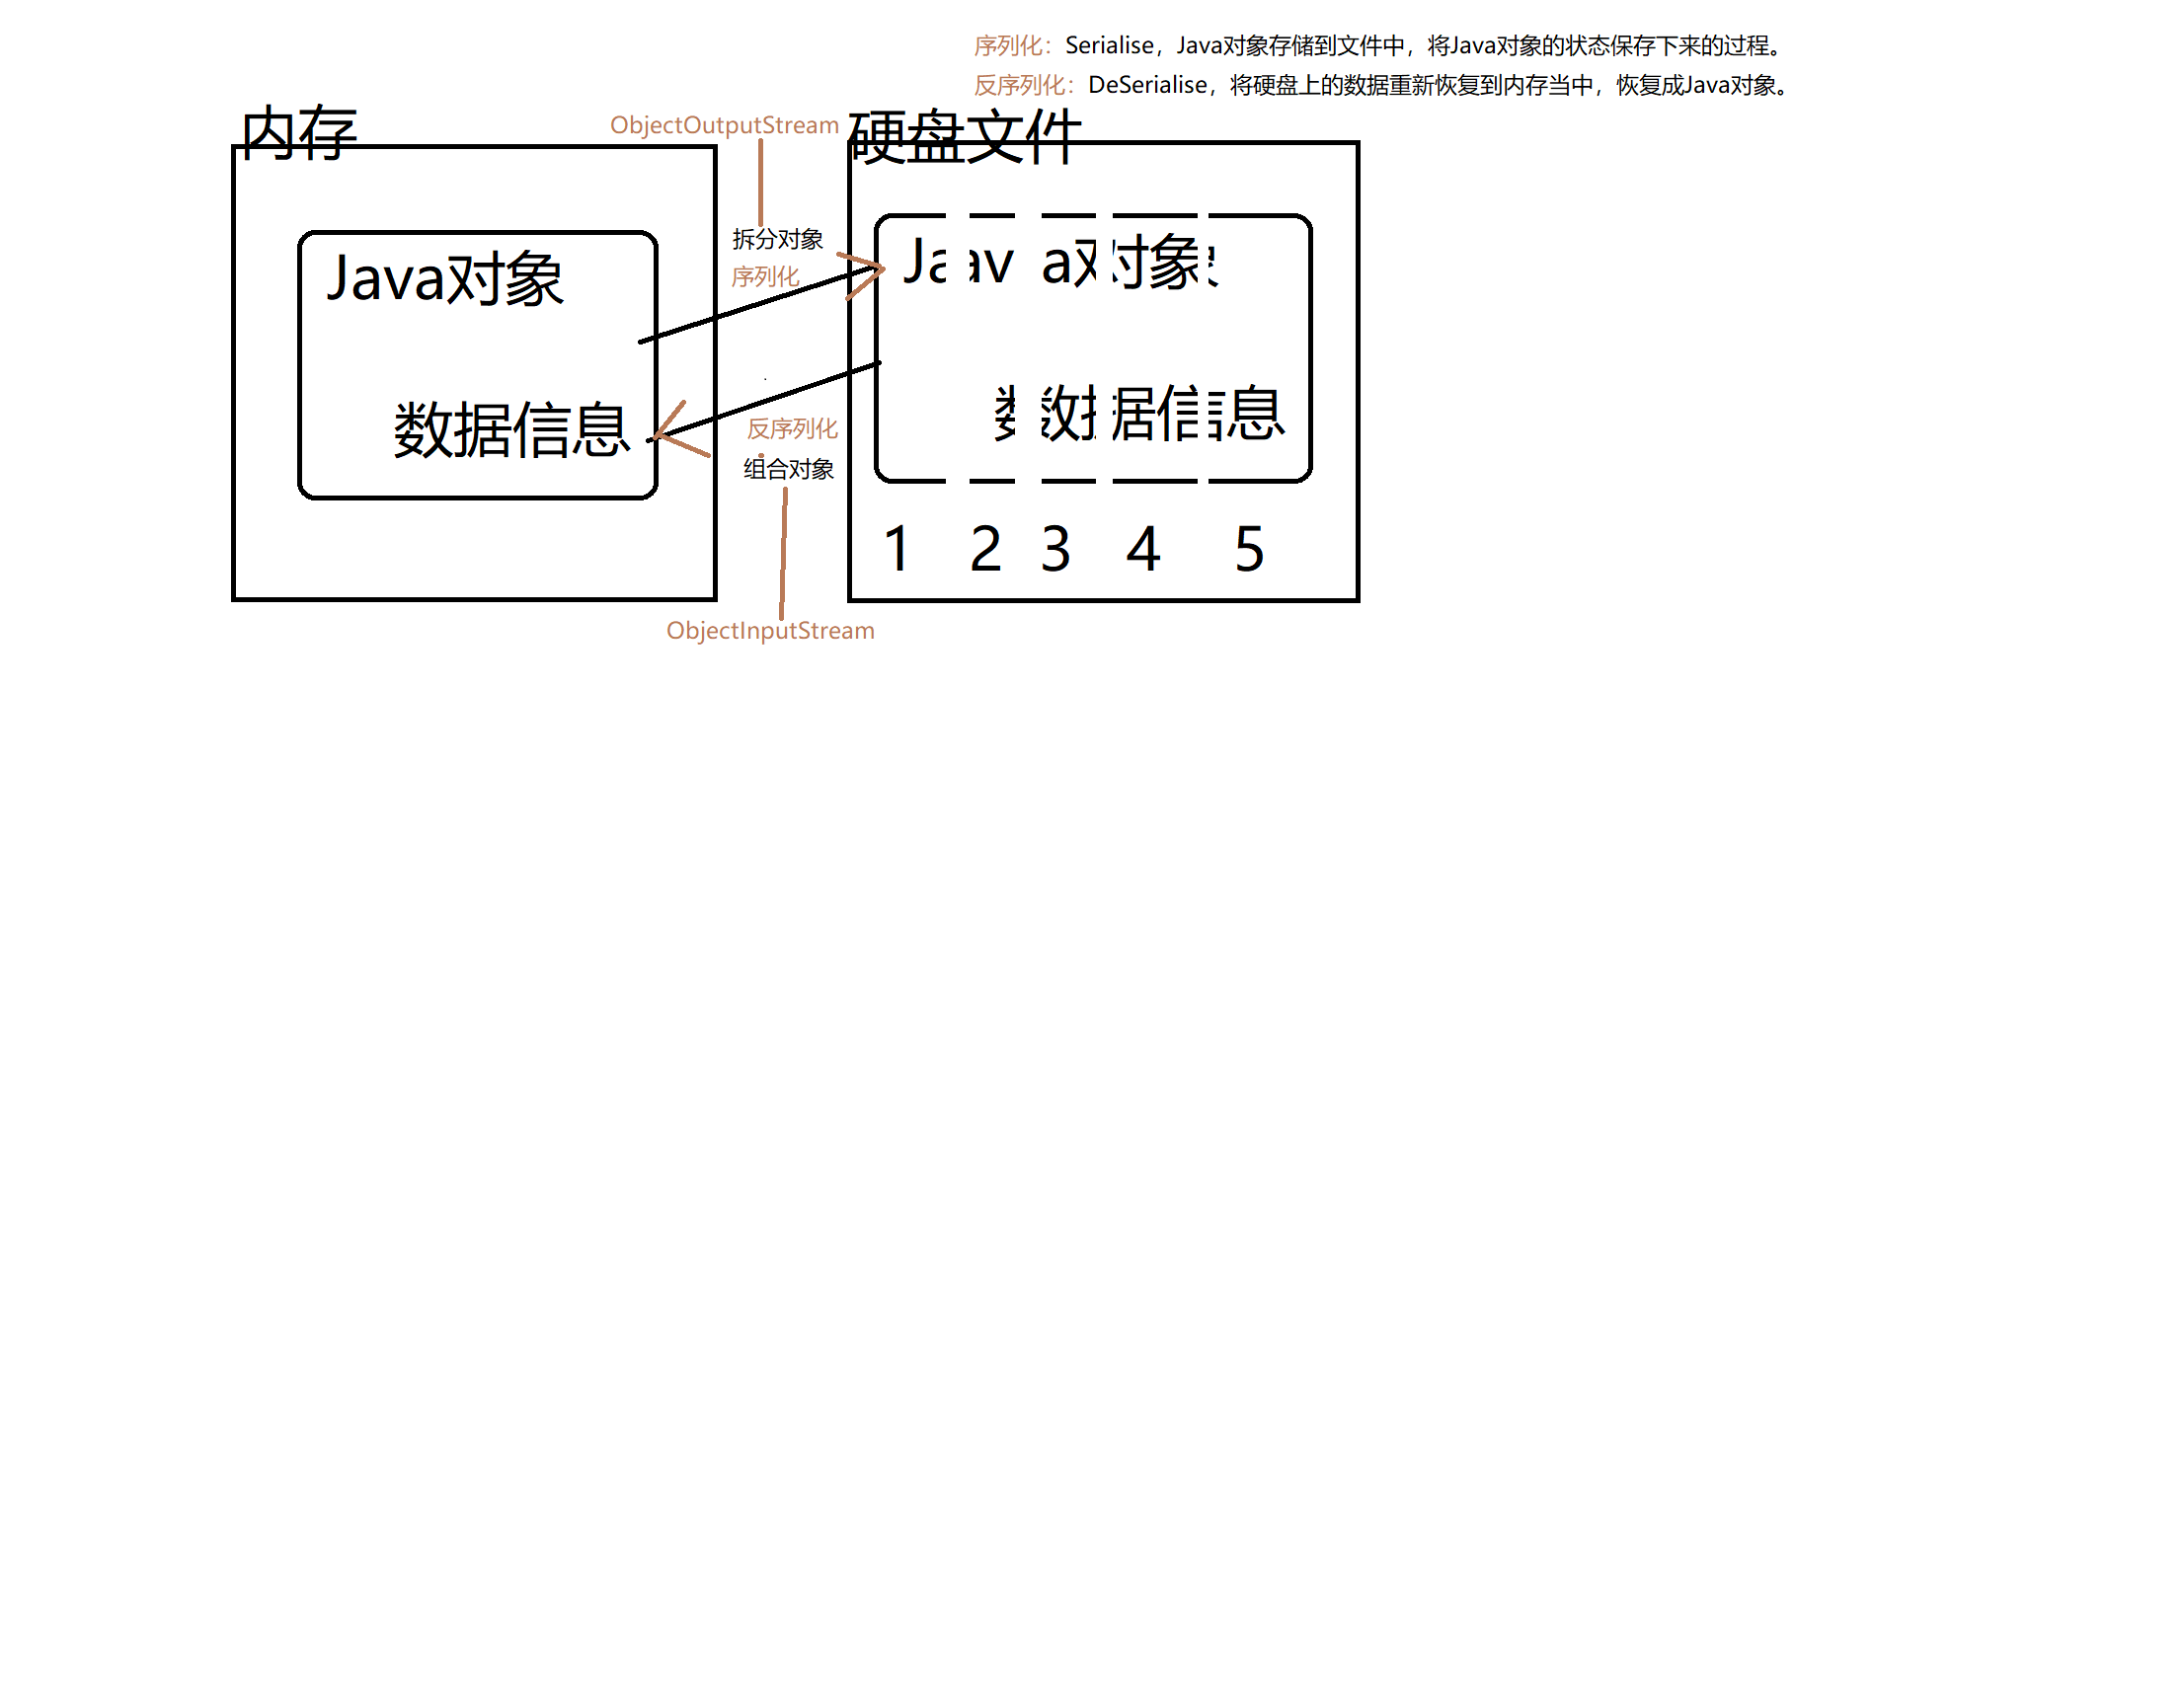 序列化：Serialise，Java对象存储到文件中，将Java对象的状态保存下来的过程。
反序列化：DeSerialise，将硬盘上的数据重新恢复到内存当中，恢复成Java对象。
内存
ObjectOutputStream
硬盘文件
拆分对象
序列化
Java对象
数据信息
Java对象
数据信息
反序列化
组合对象
1 2 3 4 5
ObjectInputStream